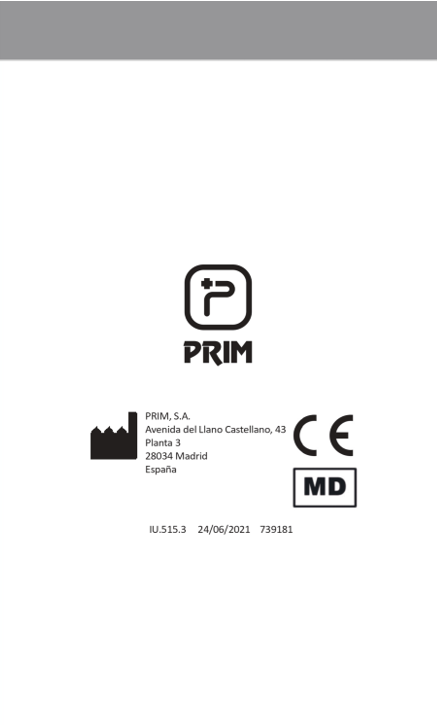 PRIM
PRIM, S.A.
Avenida del Llano Castellano, 43
Planta 3
28034 Madrid
España
CE
MD
IU.515.3 24/06/2021 739181